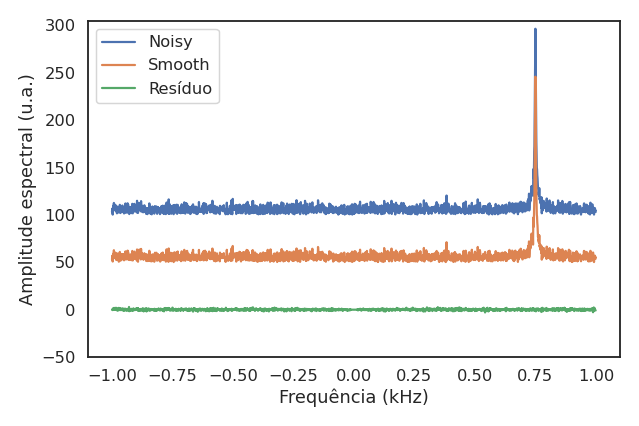 300
250
200
150
100
50
0
−50
Amplitude espectral (u.a.)
Noisy
Smooth
Resíduo
−1.00 −0.75 −0.50 −0.25 0.00 0.25 0.50 0.75 1.00
Frequência (kHz)